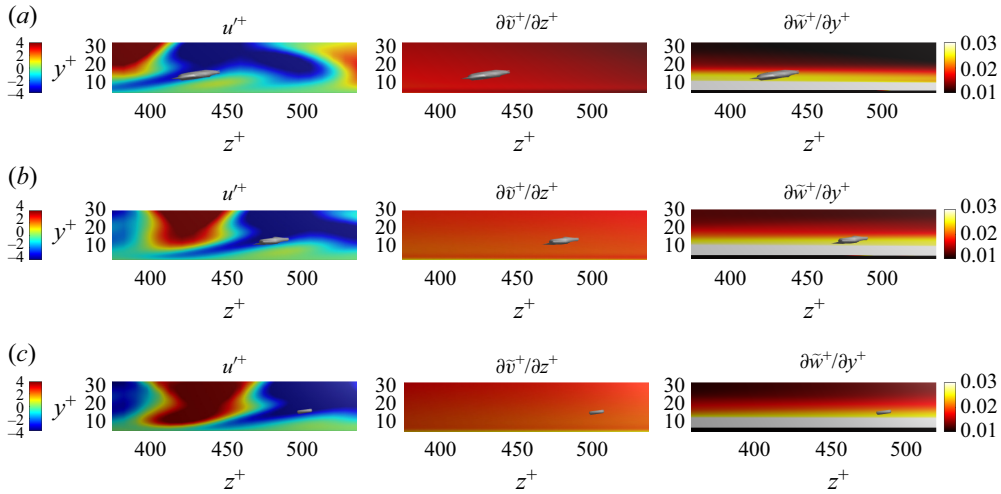 (a)
u′⁺ ∂ṽ⁺/∂z⁺ ∂w̃⁺/∂y⁺
4 2 0 −2 −4 y⁺ 30 20 10 30 20 10 30 20 10 0.03 0.02 0.01
400 450 500 400 450 500 400 450 500
z⁺ z⁺ z⁺
(b)
u′⁺ ∂ṽ⁺/∂z⁺ ∂w̃⁺/∂y⁺
4 2 0 −2 −4 y⁺ 30 20 10 30 20 10 30 20 10 0.03 0.02 0.01
400 450 500 400 450 500 400 450 500
z⁺ z⁺ z⁺
(c)
u′⁺ ∂ṽ⁺/∂z⁺ ∂w̃⁺/∂y⁺
4 2 0 −2 −4 y⁺ 30 20 10 30 20 10 30 20 10 0.03 0.02 0.01
400 450 500 400 450 500 400 450 500
z⁺ z⁺ z⁺